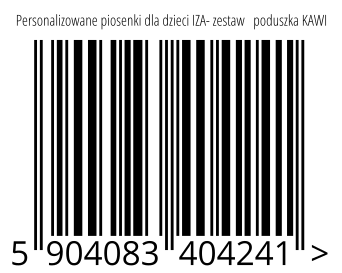 Personalizowane piosenki dla dzieci IZA- zestaw   poduszka KAWI
5 904083 404241 >